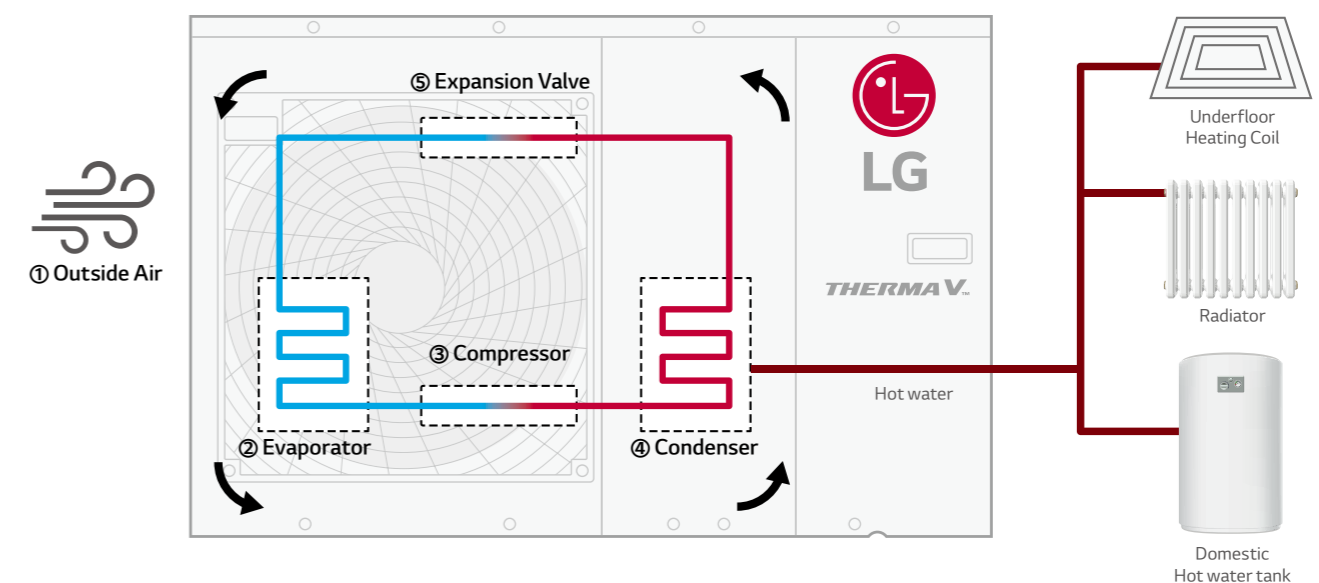 ⑤ Expansion Valve
LG
THERMA V™
① Outside Air
② Evaporator
③ Compressor
④ Condenser
Hot water
Underfloor
Heating Coil
Radiator
Domestic
Hot water tank